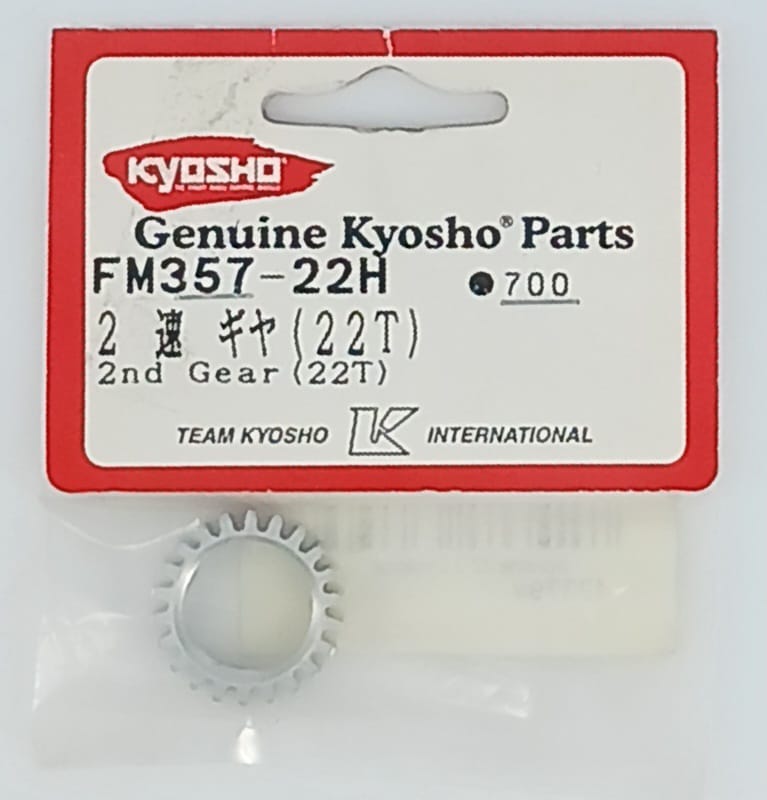 KYOSHO
Genuine Kyosho® Parts
FM357-22H ●700
2 速 ギヤ(22T)
2nd Gear(22T)
TEAM KYOSHO K INTERNATIONAL